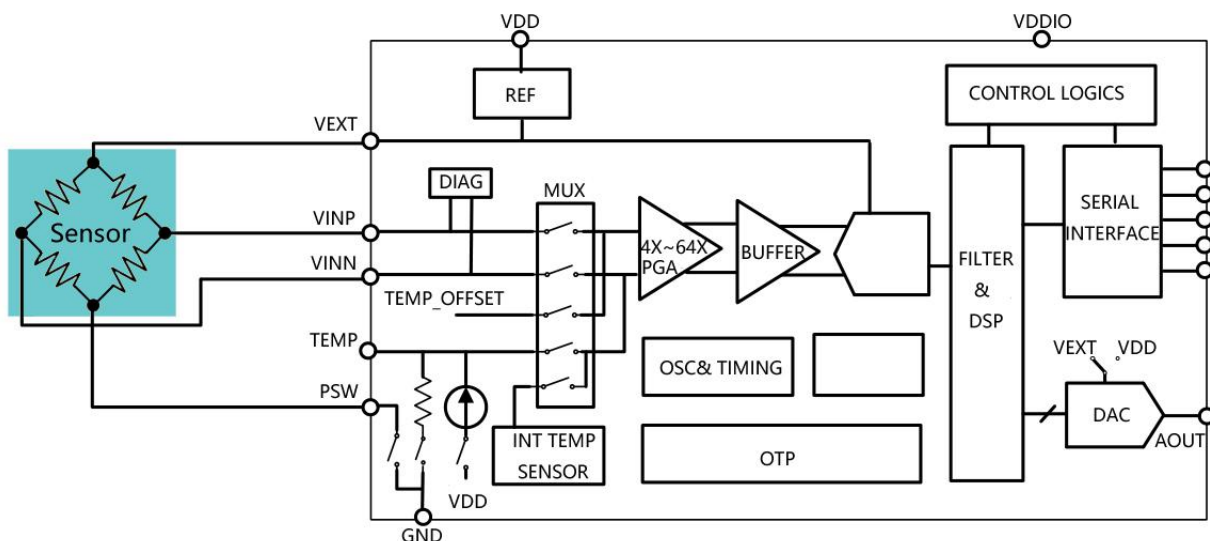 VDD
VDDIO
REF
CONTROL LOGICS
VEXT
DIAG
MUX
VINP
Sensor
4X~64X
PGA
BUFFER
SERIAL
INTERFACE
VINN
FILTER
&
DSP
TEMP_OFFSET
TEMP
OSC& TIMING
VEXT
VDD
PSW
DAC
INT TEMP
SENSOR
OTP
AOUT
VDD
GND